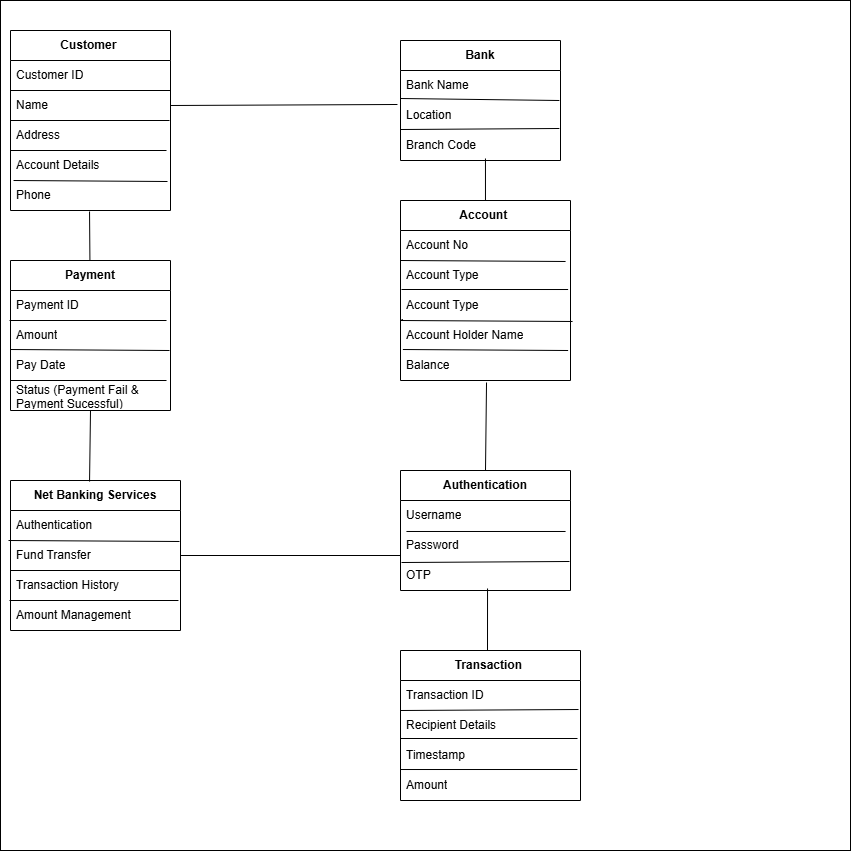 Customer
Customer ID
Name
Address
Account Details
Phone
Bank
Bank Name
Location
Branch Code
Account
Account No
Account Type
Account Type
Account Holder Name
Balance
Payment
Payment ID
Amount
Pay Date
Status (Payment Fail &
Payment Sucessful)
Net Banking Services
Authentication
Fund Transfer
Transaction History
Amount Management
Authentication
Username
Password
OTP
Transaction
Transaction ID
Recipient Details
Timestamp
Amount